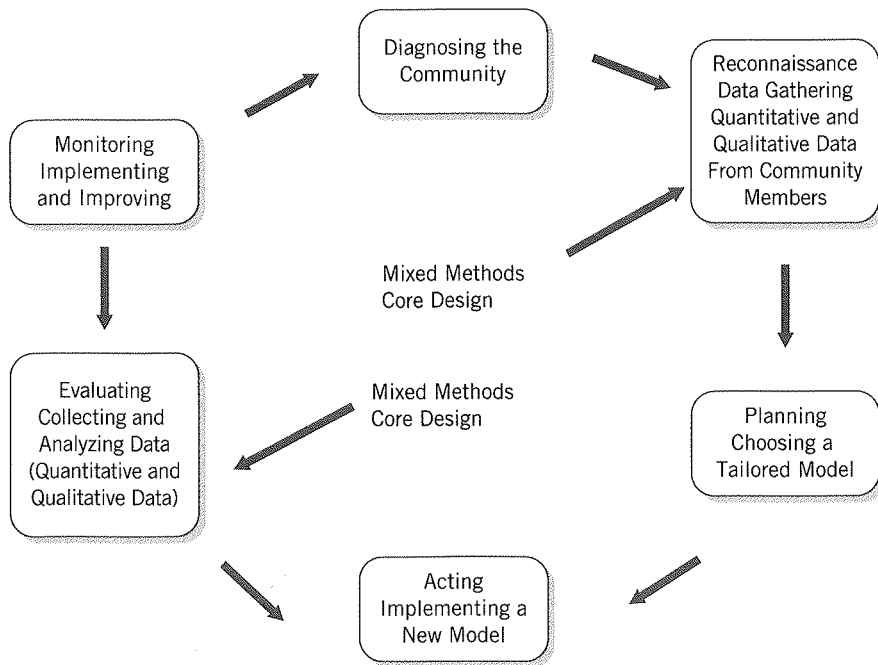 Diagnosing the
Community
Reconnaissance
Data Gathering
Quantitative and
Qualitative Data
From Community
Members
Monitoring
Implementing
and Improving
Mixed Methods
Core Design
Evaluating
Collecting and
Analyzing Data
(Quantitative and
Qualitative Data)
Mixed Methods
Core Design
Planning
Choosing a
Tailored Model
Acting
Implementing a
New Model